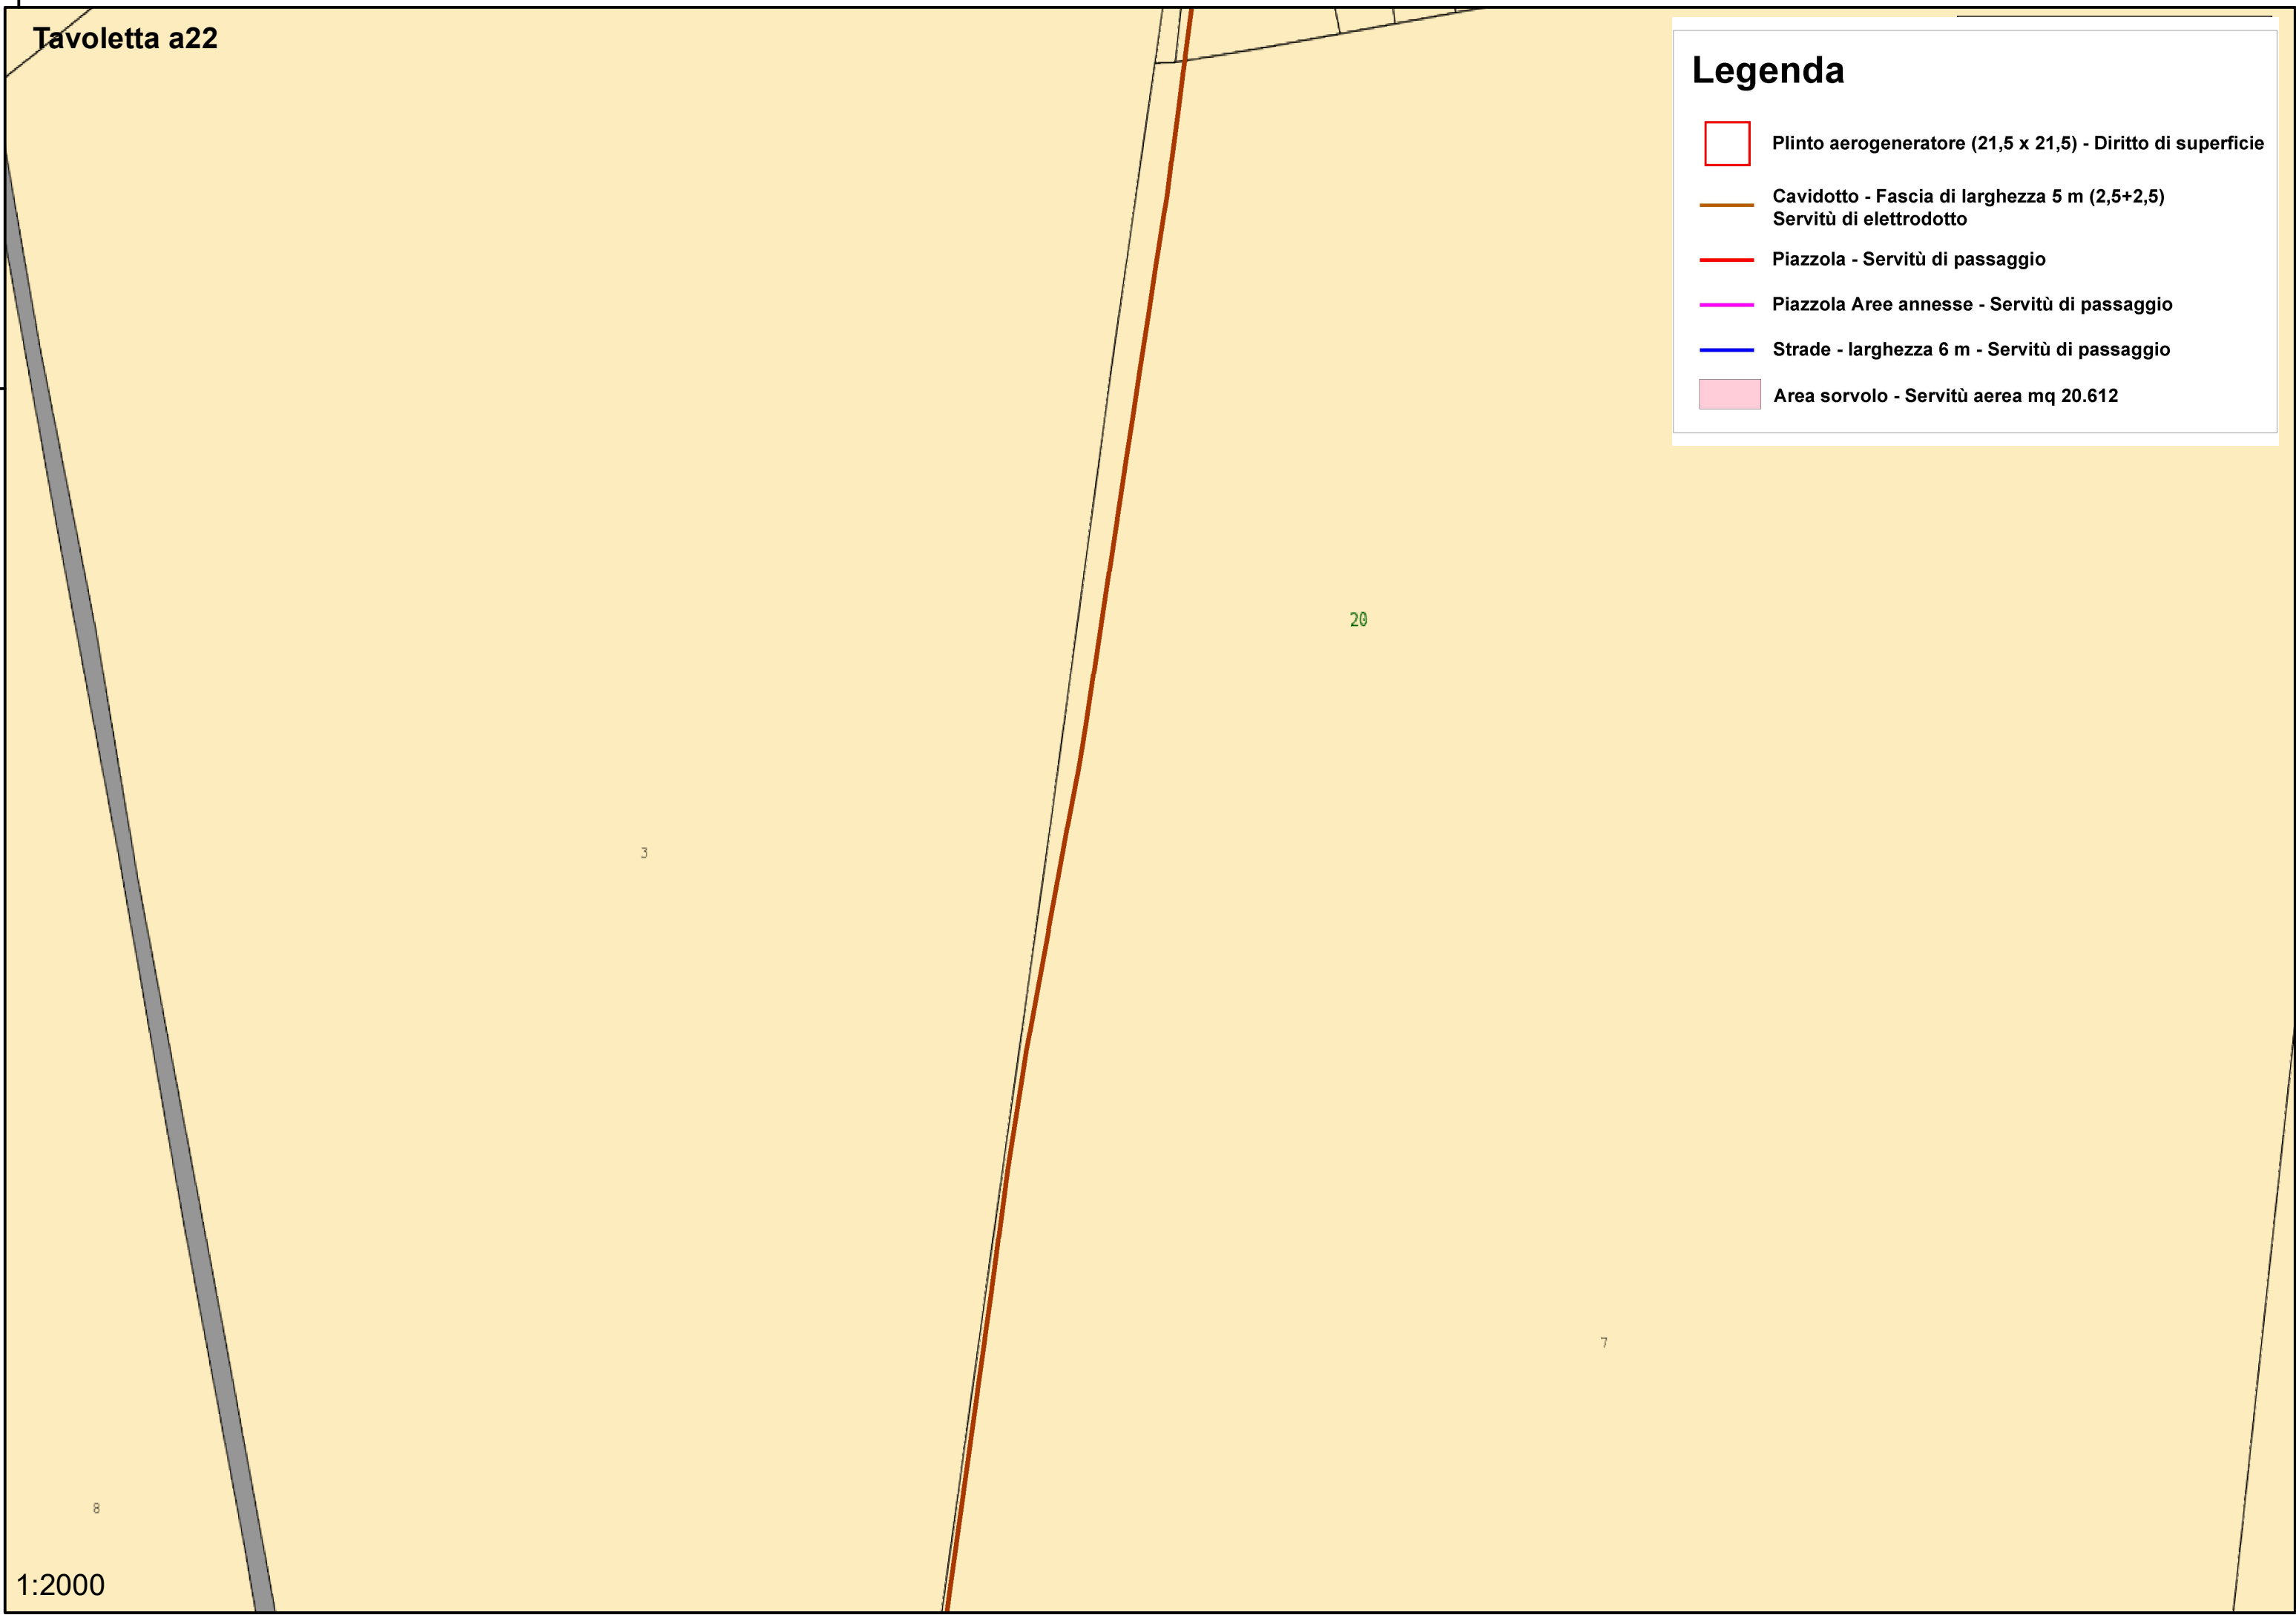 Tavoletta a22
Legenda
Plinto aerogeneratore (21,5 x 21,5) - Diritto di superficie
Cavidotto - Fascia di larghezza 5 m (2,5+2,5)
Servitù di elettrodotto
Piazzola - Servitù di passaggio
Piazzola Aree annesse - Servitù di passaggio
Strade - larghezza 6 m - Servitù di passaggio
Area sorvolo - Servitù aerea mq 20.612
20
3
7
8
1:2000